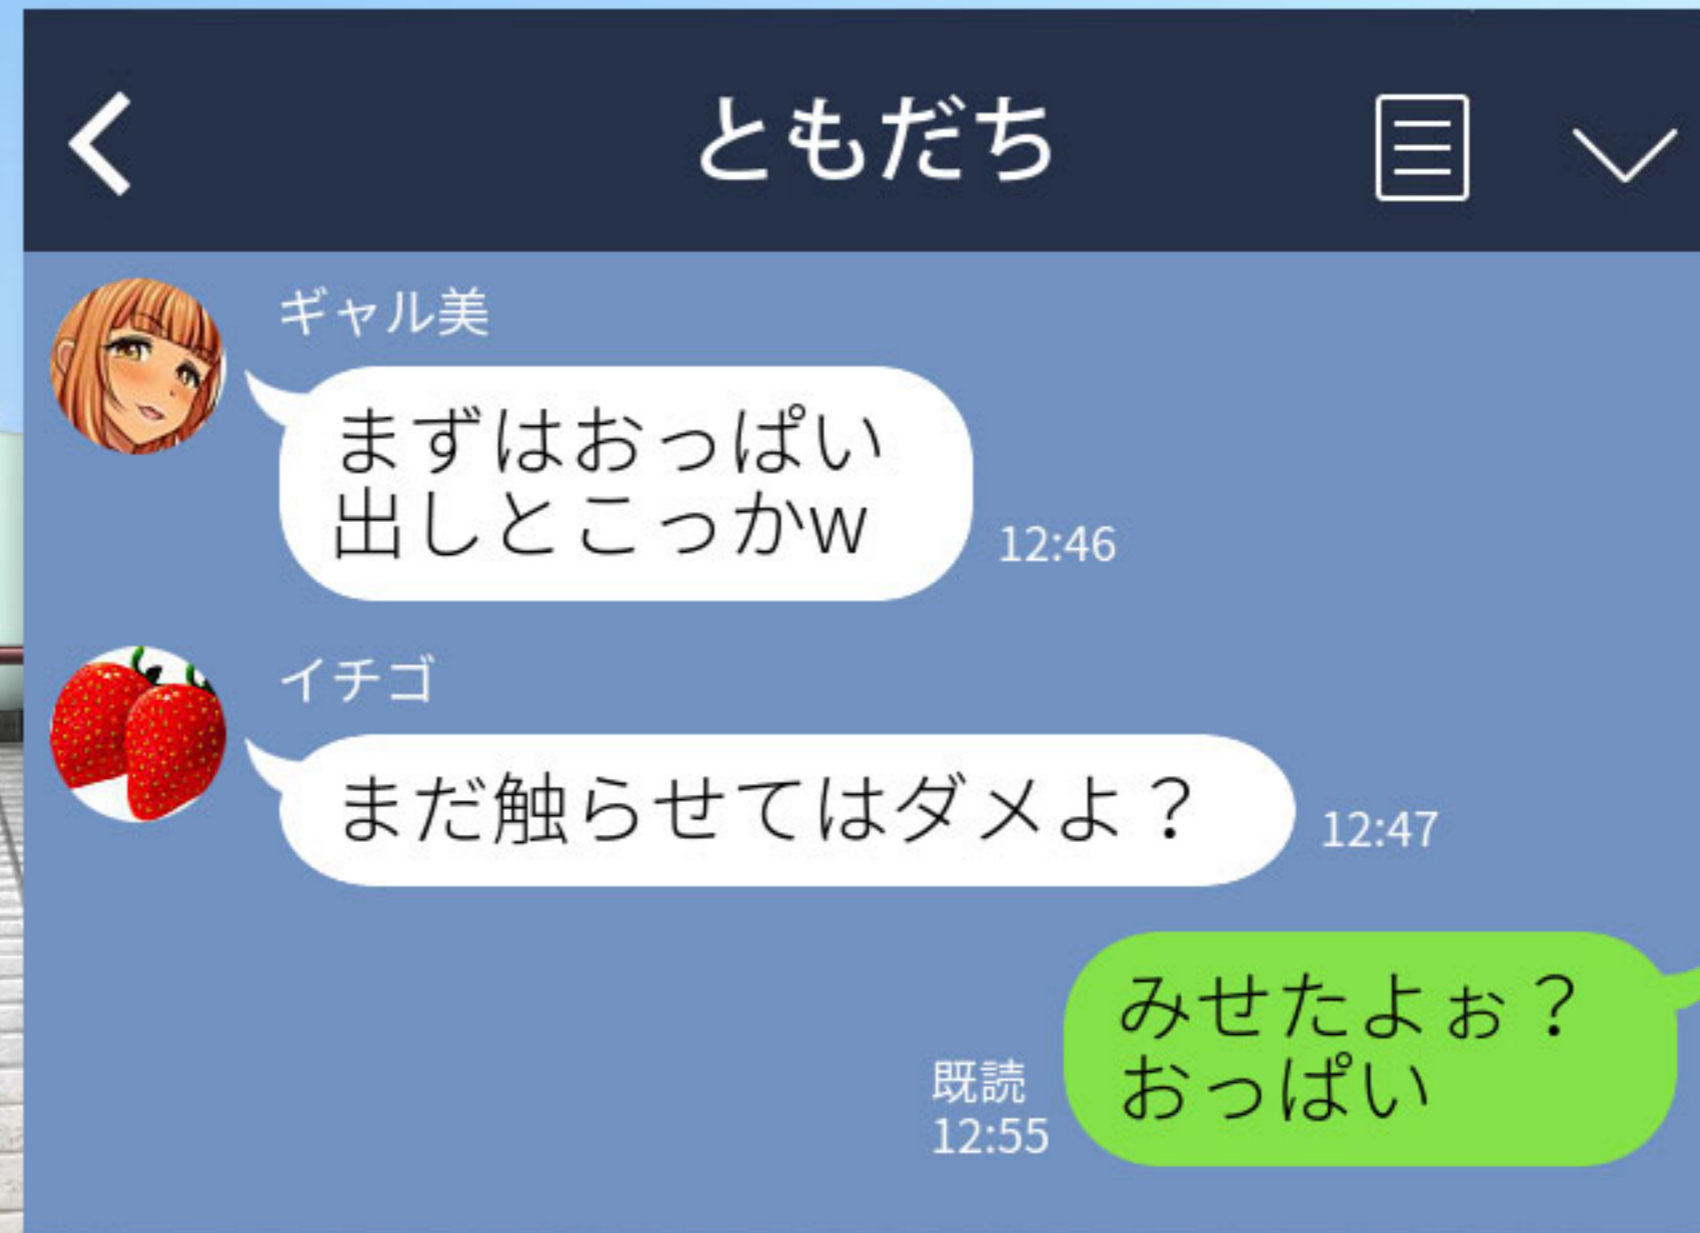 ともだち
ギャル美
まずはおっぱい
出しとこっかw
12:46
イチゴ
まだ触らせてはダメよ？
12:47
みせたよぉ？
おっぱい
既読
12:55